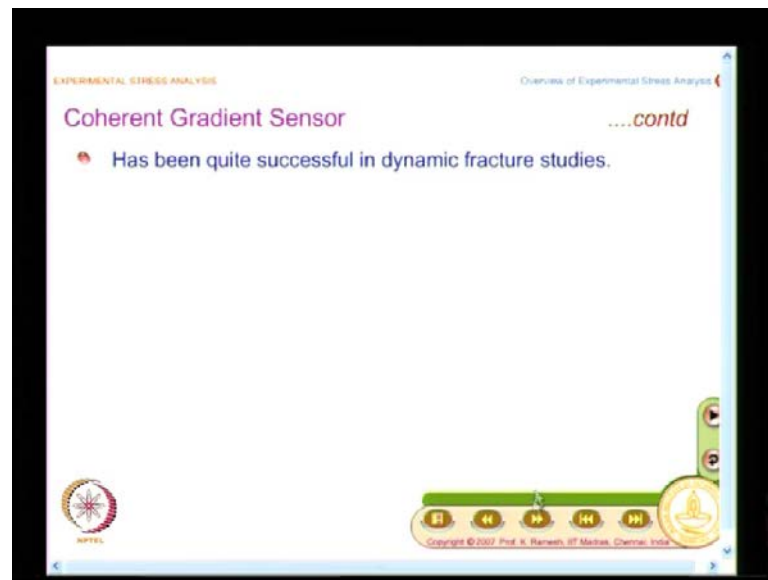 EXPERIMENTAL STRESS ANALYSIS
Overview of Experimental Stress Analysis
Coherent Gradient Sensor
....contd
Has been quite successful in dynamic fracture studies.
NPTEL
Copyright © 2007 Prof. K. Ramesh, IIT Madras, Chennai, India